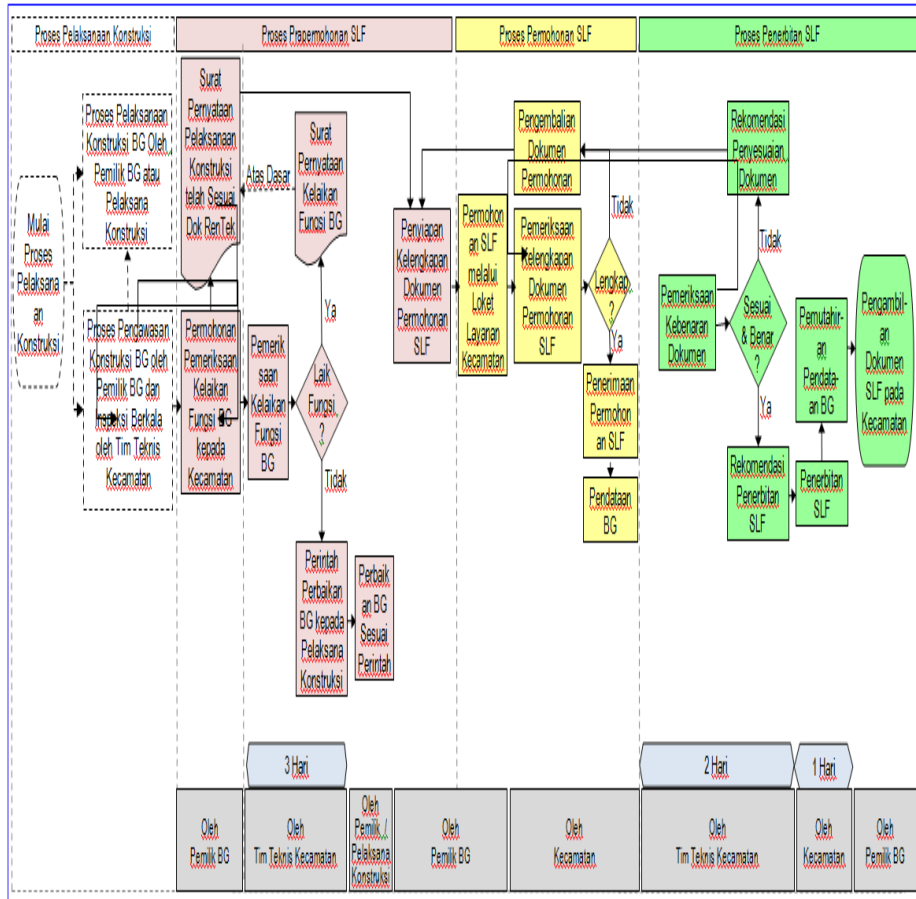 Proses Pelaksanaan Konstruksi
Proses Prapermohonan SLF
Proses Permohonan SLF
Proses Penerbitan SLF
Mulai
Proses
Pelaksana
an
Konstruksi
Proses Pelaksanaan
Konstruksi BG Oleh
Pemilik BG atau
Pelaksana
Konstruksi
Proses Pengawasan
Konstruksi BG oleh
Pemilik BG dan
Inspeksi Berkala
oleh Tim Teknis
Kecamatan
Surat
Pernyataan
Pelaksanaan
Konstruksi
telah Sesuai
Dok RenTek
Permohonan
Pemeriksaan
Kelaikan
Fungsi BG
kepada
Kecamatan
Atas Dasar
Surat
Pernyataan
Kelaikan
Fungsi BG
Ya
Pemerik
saan
Kelaikan
Fungsi
BG
Laik
Fungsi
?
Tidak
Perintah
Perbaikan
BG kepada
Pelaksana
Konstruksi
Perbaik
an BG
Sesuai
Perintah
Penyiapan
Kelengkapan
Dokumen
Permohonan
SLF
Permohon
an SLF
melalui
Loket
Layanan
Kecamatan
Pengembalian
Dokumen
Permohonan
Pemeriksaan
Kelengkapan
Dokumen
Permohonan
SLF
Tidak
Lengkap
?
Ya
Penerimaan
Permohon
an SLF
Pendataan
BG
Rekomendasi
Penyesuaian
Dokumen
Tidak
Pemeriksaan
Kebenaran
Dokumen
Sesuai
& Benar
?
Ya
Rekomendasi
Penerbitan
SLF
Pemutahir-
an
Pendata-
an BG
Penerbitan
SLF
Pengambil-
an
Dokumen
SLF pada
Kecamatan
3 Hari
2 Hari
1 Hari
Oleh
Pemilik BG
Oleh
Tim Teknis Kecamatan
Oleh
Pemilik /
Pelaksana
Konstruksi
Oleh
Pemilik BG
Oleh
Kecamatan
Oleh
Tim Teknis Kecamatan
Oleh
Kecamatan
Oleh
Pemilik BG